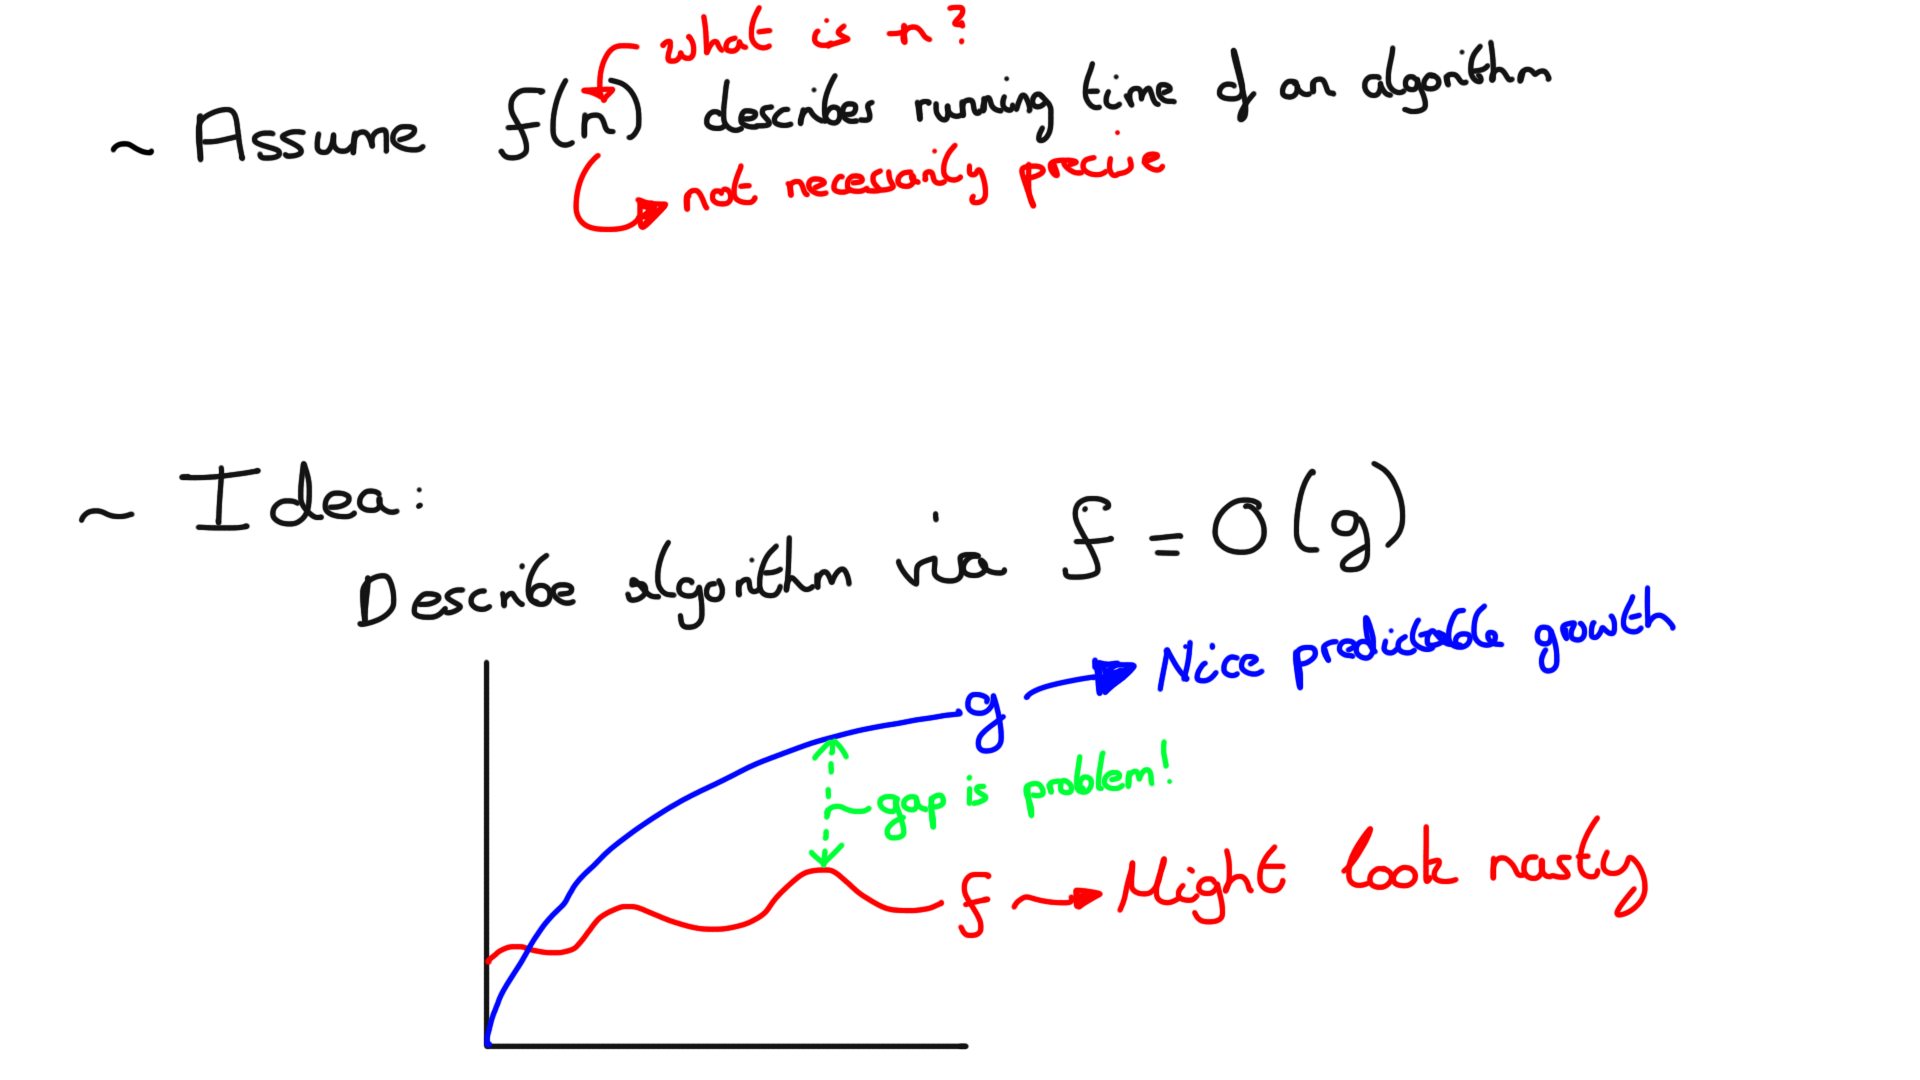 what is n?
~ Assume f(n) describes running time of an algorithm
not necessarily precise
~ Idea:
Describe algorithm via f = O(g)
Nice predictable growth
g
gap is problem!
f
Might look nasty